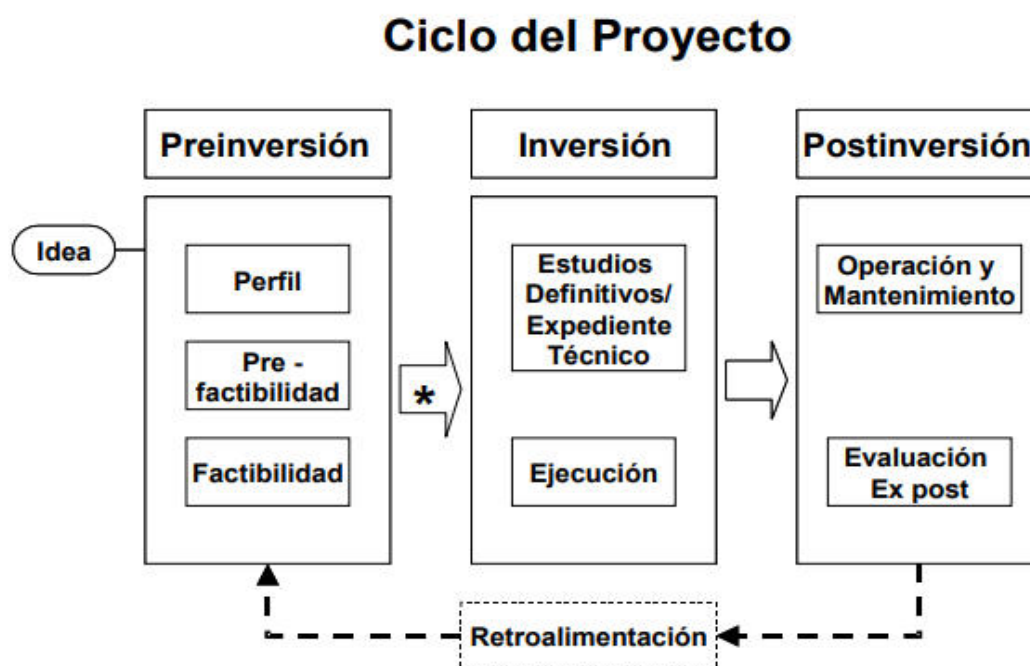 Ciclo del Proyecto
Preinversión
Inversión
Postinversión
Idea
Perfil
Pre -
factibilidad
Factibilidad
*
Estudios
Definitivos/
Expediente
Técnico
Ejecución
Operación y
Mantenimiento
Evaluación
Ex post
Retroalimentación